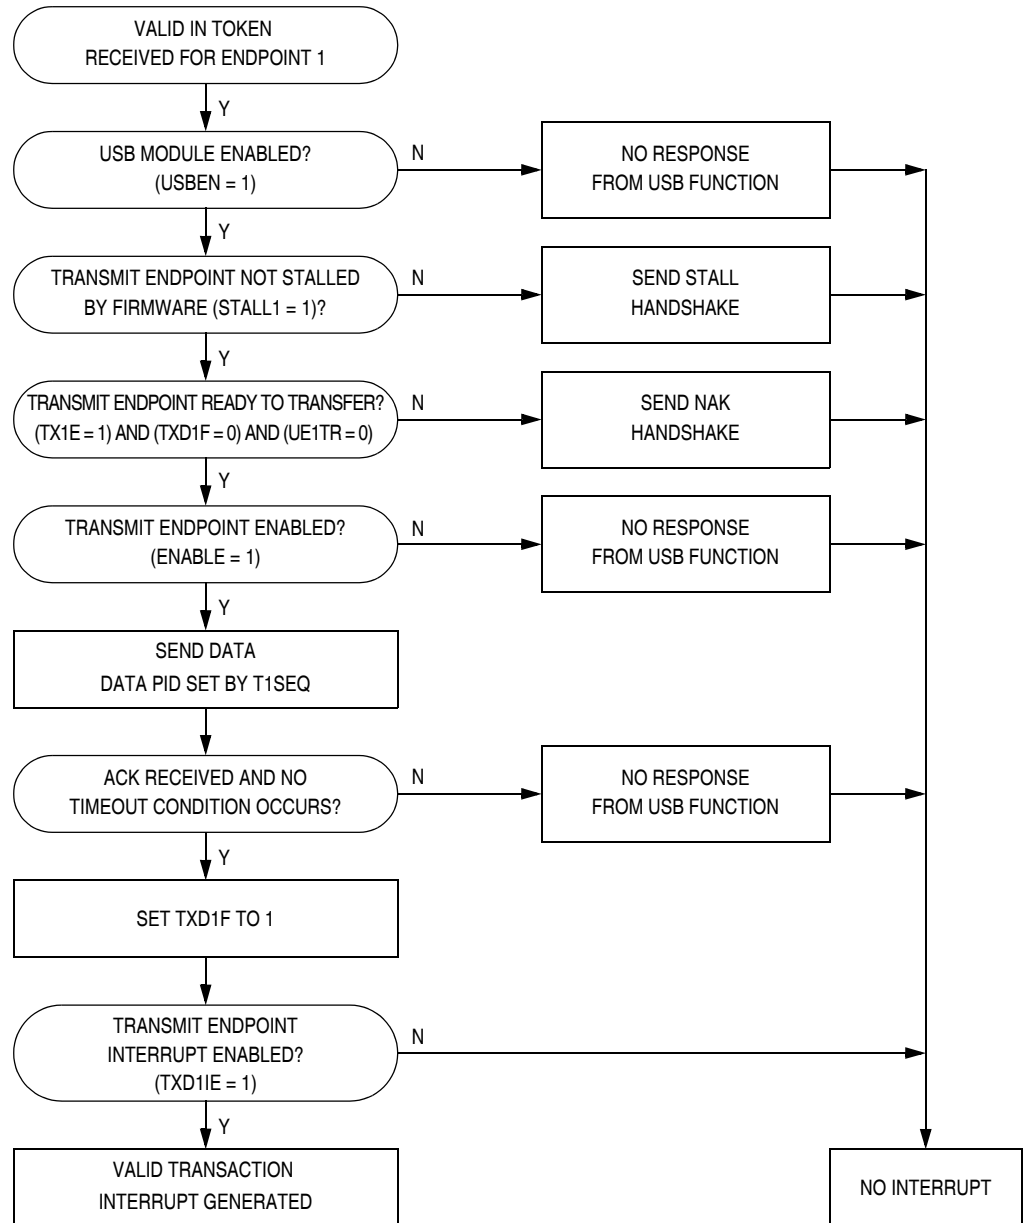 VALID IN TOKEN
RECEIVED FOR ENDPOINT 1
Y
USB MODULE ENABLED?
(USBEN = 1)
N
NO RESPONSE
FROM USB FUNCTION
Y
TRANSMIT ENDPOINT NOT STALLED
BY FIRMWARE (STALL1 = 1)?
N
SEND STALL
HANDSHAKE
Y
TRANSMIT ENDPOINT READY TO TRANSFER?
(TX1E = 1) AND (TXD1F = 0) AND (UE1TR = 0)
N
SEND NAK
HANDSHAKE
Y
TRANSMIT ENDPOINT ENABLED?
(ENABLE = 1)
N
NO RESPONSE
FROM USB FUNCTION
Y
SEND DATA
DATA PID SET BY T1SEQ
ACK RECEIVED AND NO
TIMEOUT CONDITION OCCURS?
N
NO RESPONSE
FROM USB FUNCTION
Y
SET TXD1F TO 1
TRANSMIT ENDPOINT
INTERRUPT ENABLED?
(TXD1IE = 1)
N
Y
VALID TRANSACTION
INTERRUPT GENERATED
NO INTERRUPT